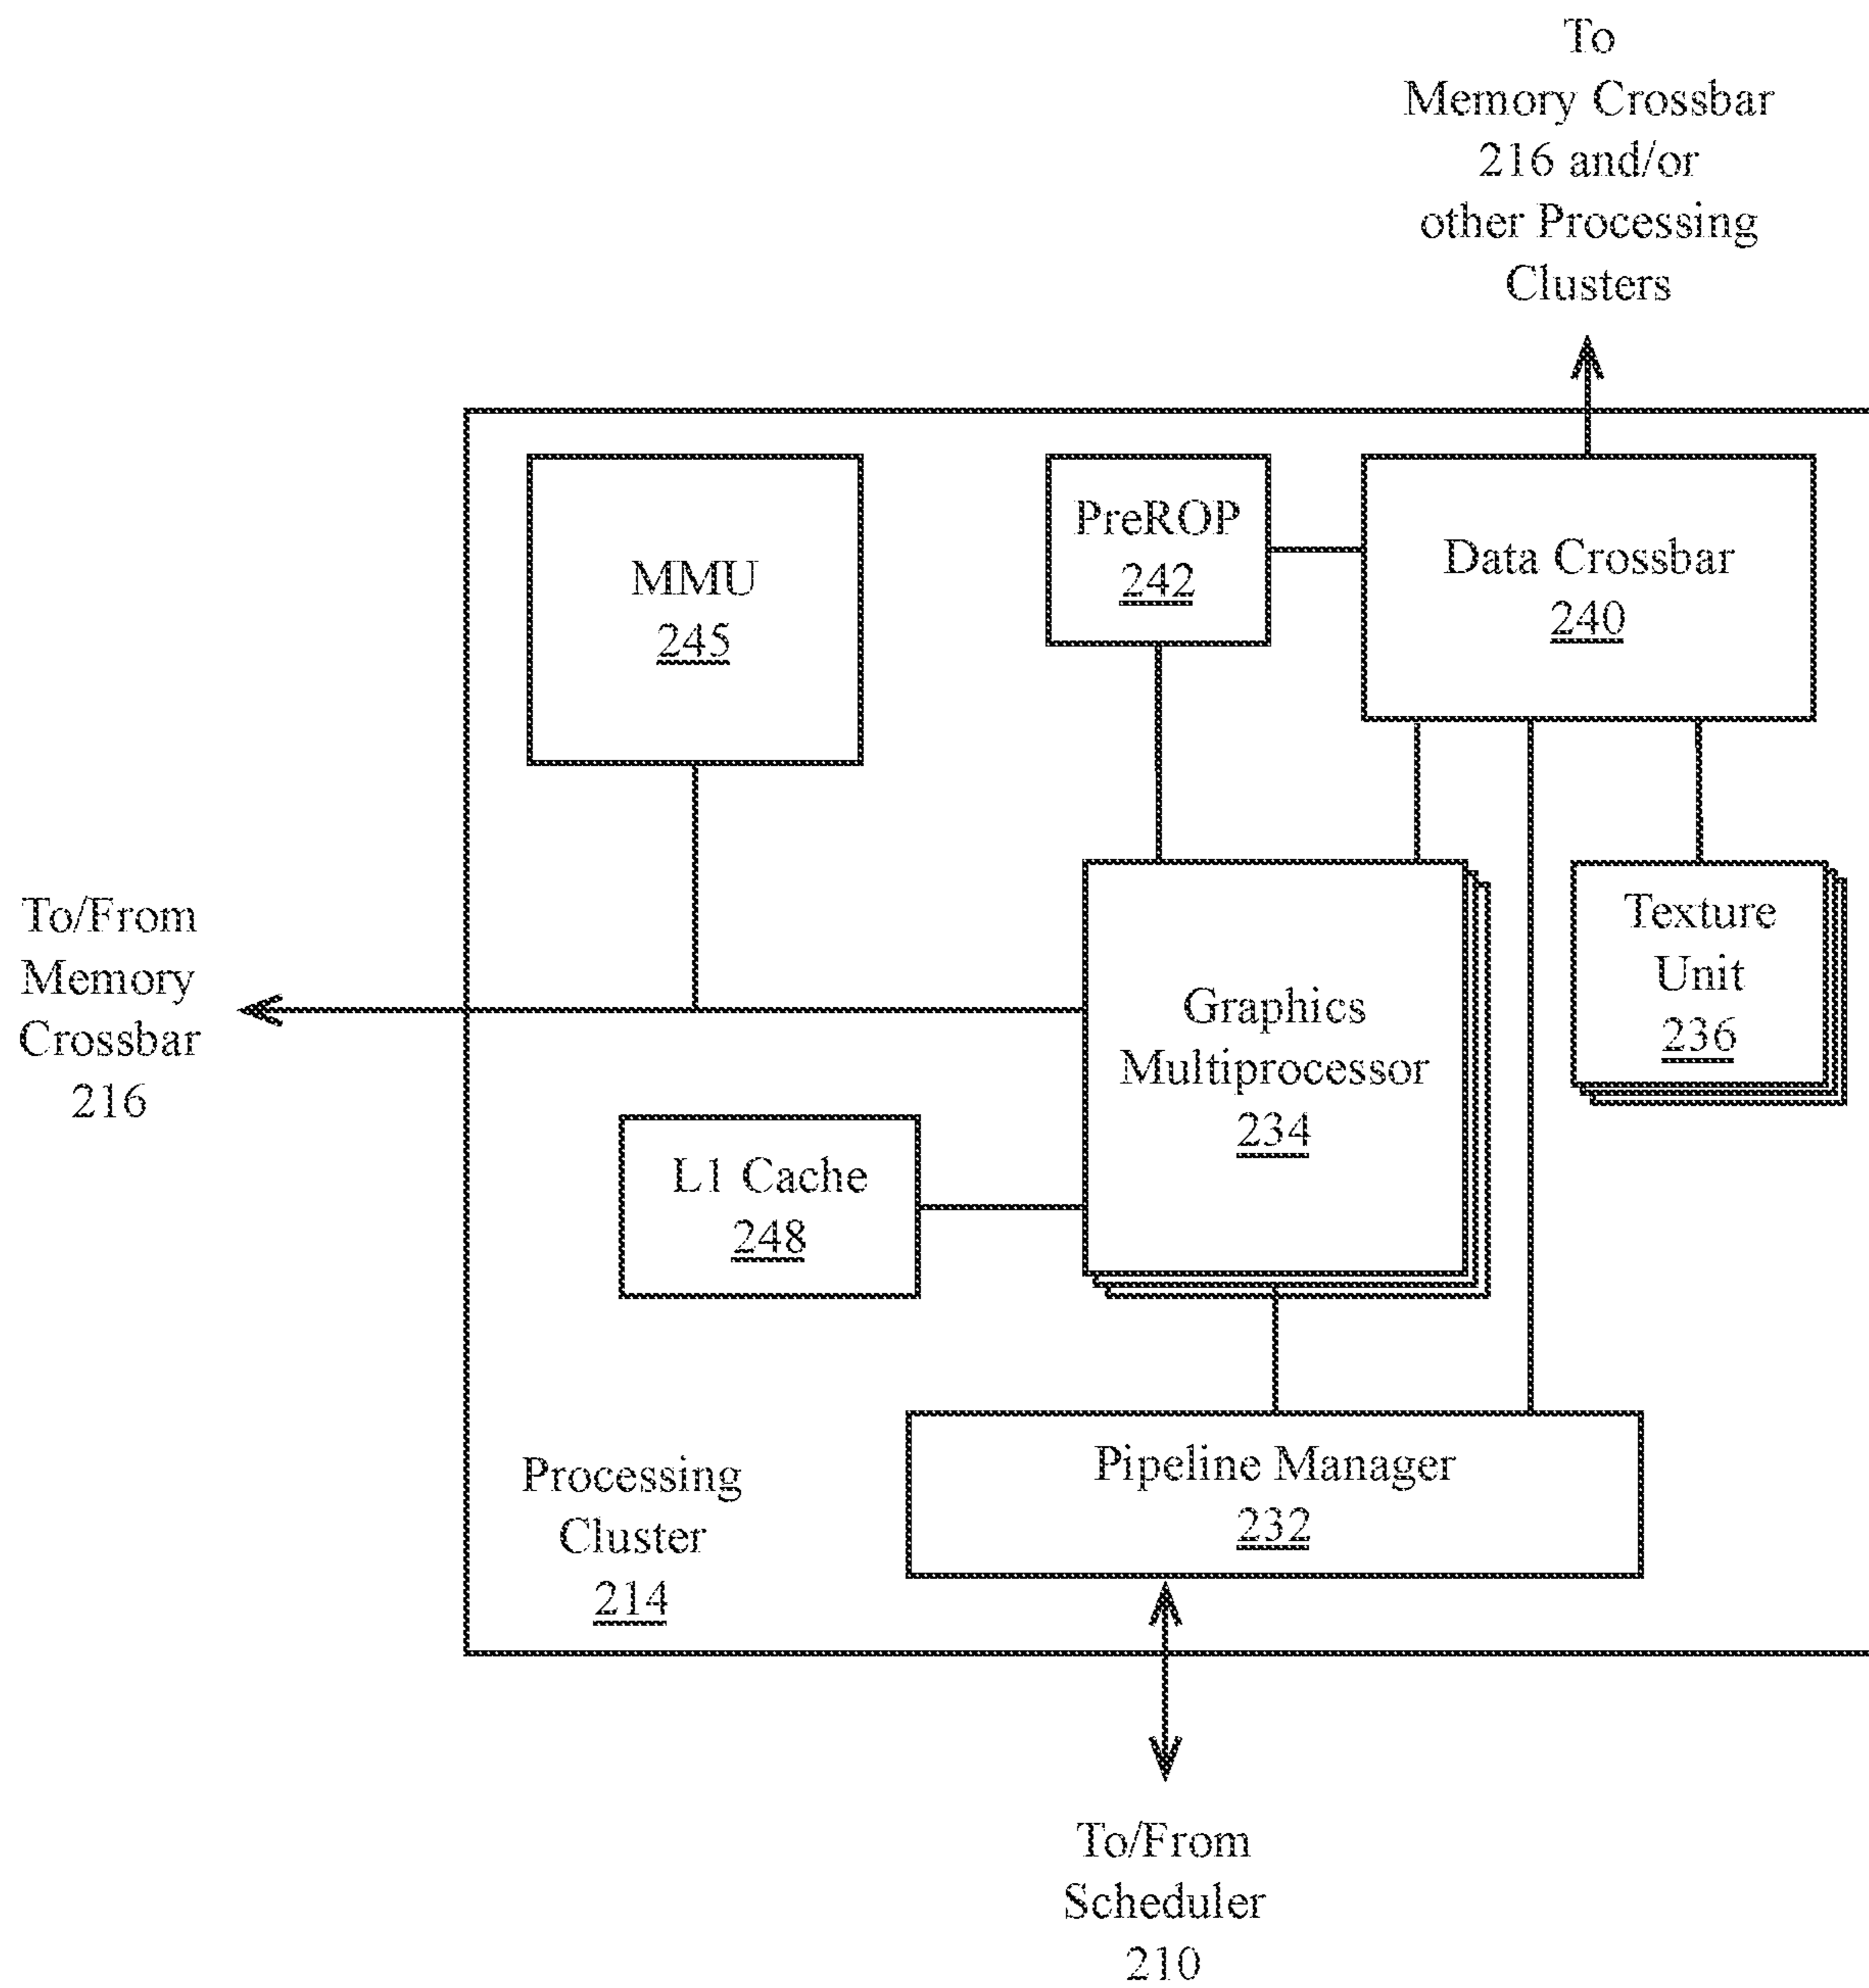 To
Memory Crossbar
216 and/or
other Processing
Clusters
MMU
245
PreROP
242
Data Crossbar
240
To/From
Memory
Crossbar
216
Graphics
Multiprocessor
234
Texture
Unit
236
L1 Cache
248
Processing
Cluster
214
Pipeline Manager
232
To/From
Scheduler
210